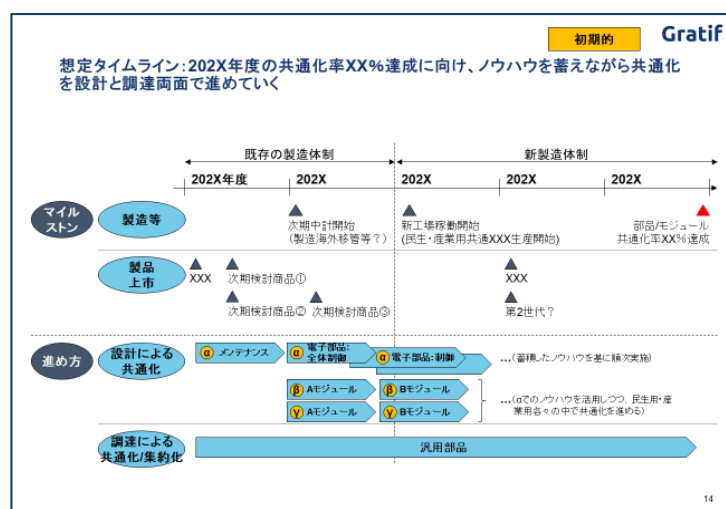 初期的
Gratif
想定タイムライン：202X年度の共通化率XX%達成に向け、ノウハウを蓄えながら共通化
を設計と調達両面で進めていく
既存の製造体制
新製造体制
202X年度
202X
202X
202X
202X
マイル
ストン
製造等
次期中計開始
(製造海外移管等？)
新工場稼働開始
(民生・産業用共通XXX生産開始)
部品/モジュール
共通化率XX%達成
製品
上市
XXX
次期検討商品①
XXX
次期検討商品②
次期検討商品③
第2世代？
進め方
設計による
共通化
α メンテナンス
α 電子部品：
全体制御
α 電子部品：制御
…(蓄積したノウハウを基に順次実施)
β Aモジュール
β Bモジュール
γ Aモジュール
γ Bモジュール
…(αでのノウハウを活用しつつ、民生用・産
業用各々の中で共通化を進める)
調達による
共通化/集約化
汎用部品
14